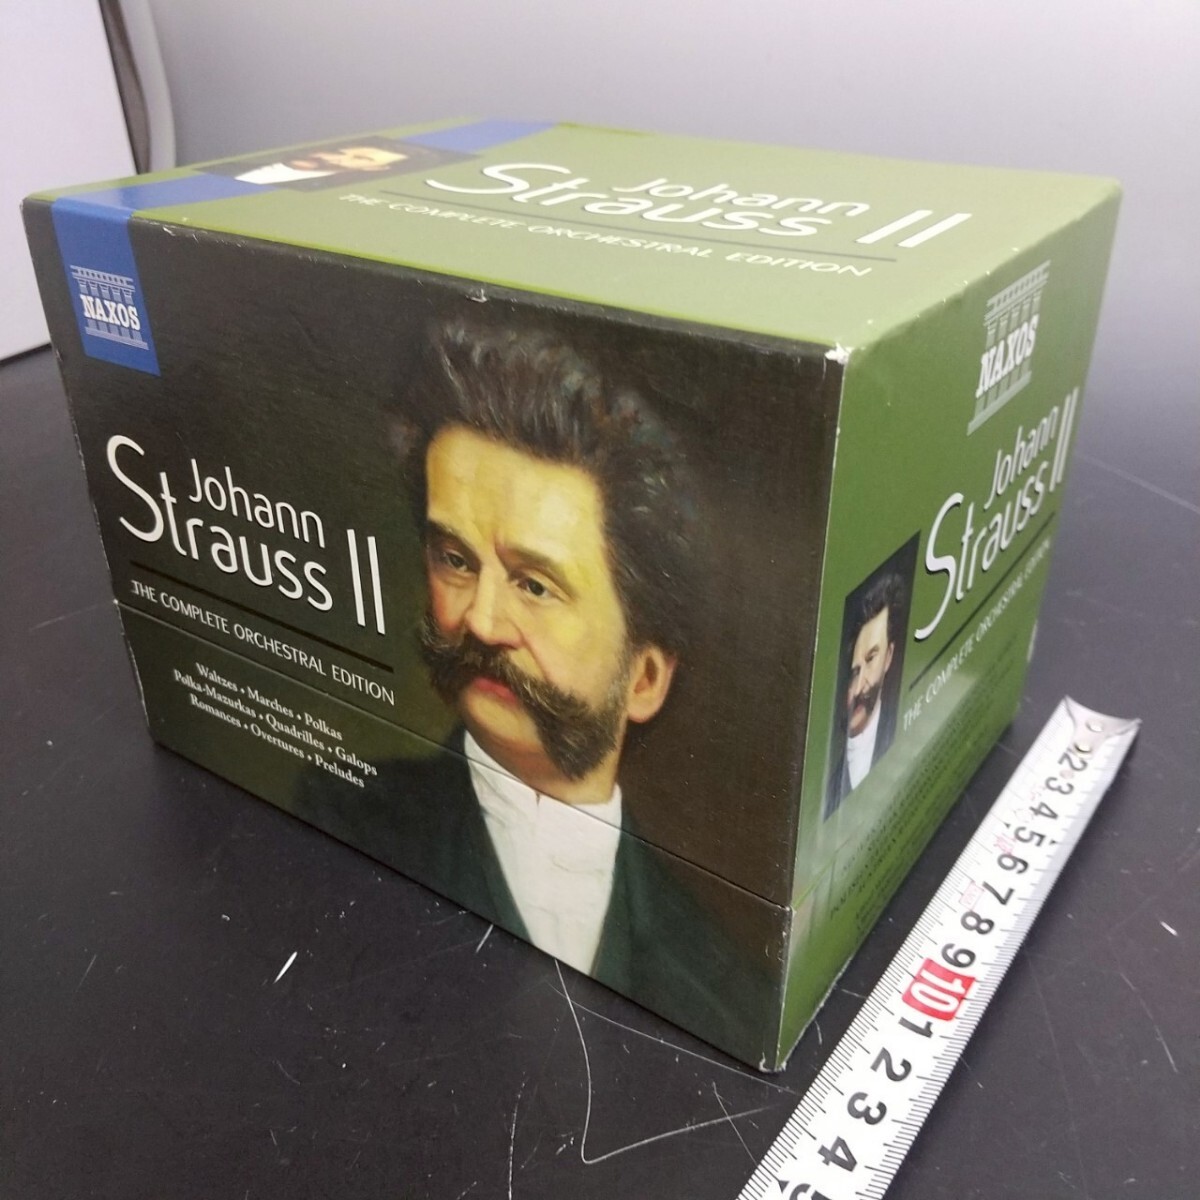 Johann
Strauss II
THE COMPLETE ORCHESTRAL EDITION
NAXOS
Johann
Strauss II
THE COMPLETE ORCHESTRAL EDITION
Waltzes • Marches • Polkas
Polka-Mazurkas • Quadrilles • Galops
Romances • Overtures • Preludes
NAXOS
Johann
Strauss II
THE COMPLETE ORCHESTRAL EDITION
2 3 4 5 6 7 8 9 10 1 2 3 4 5